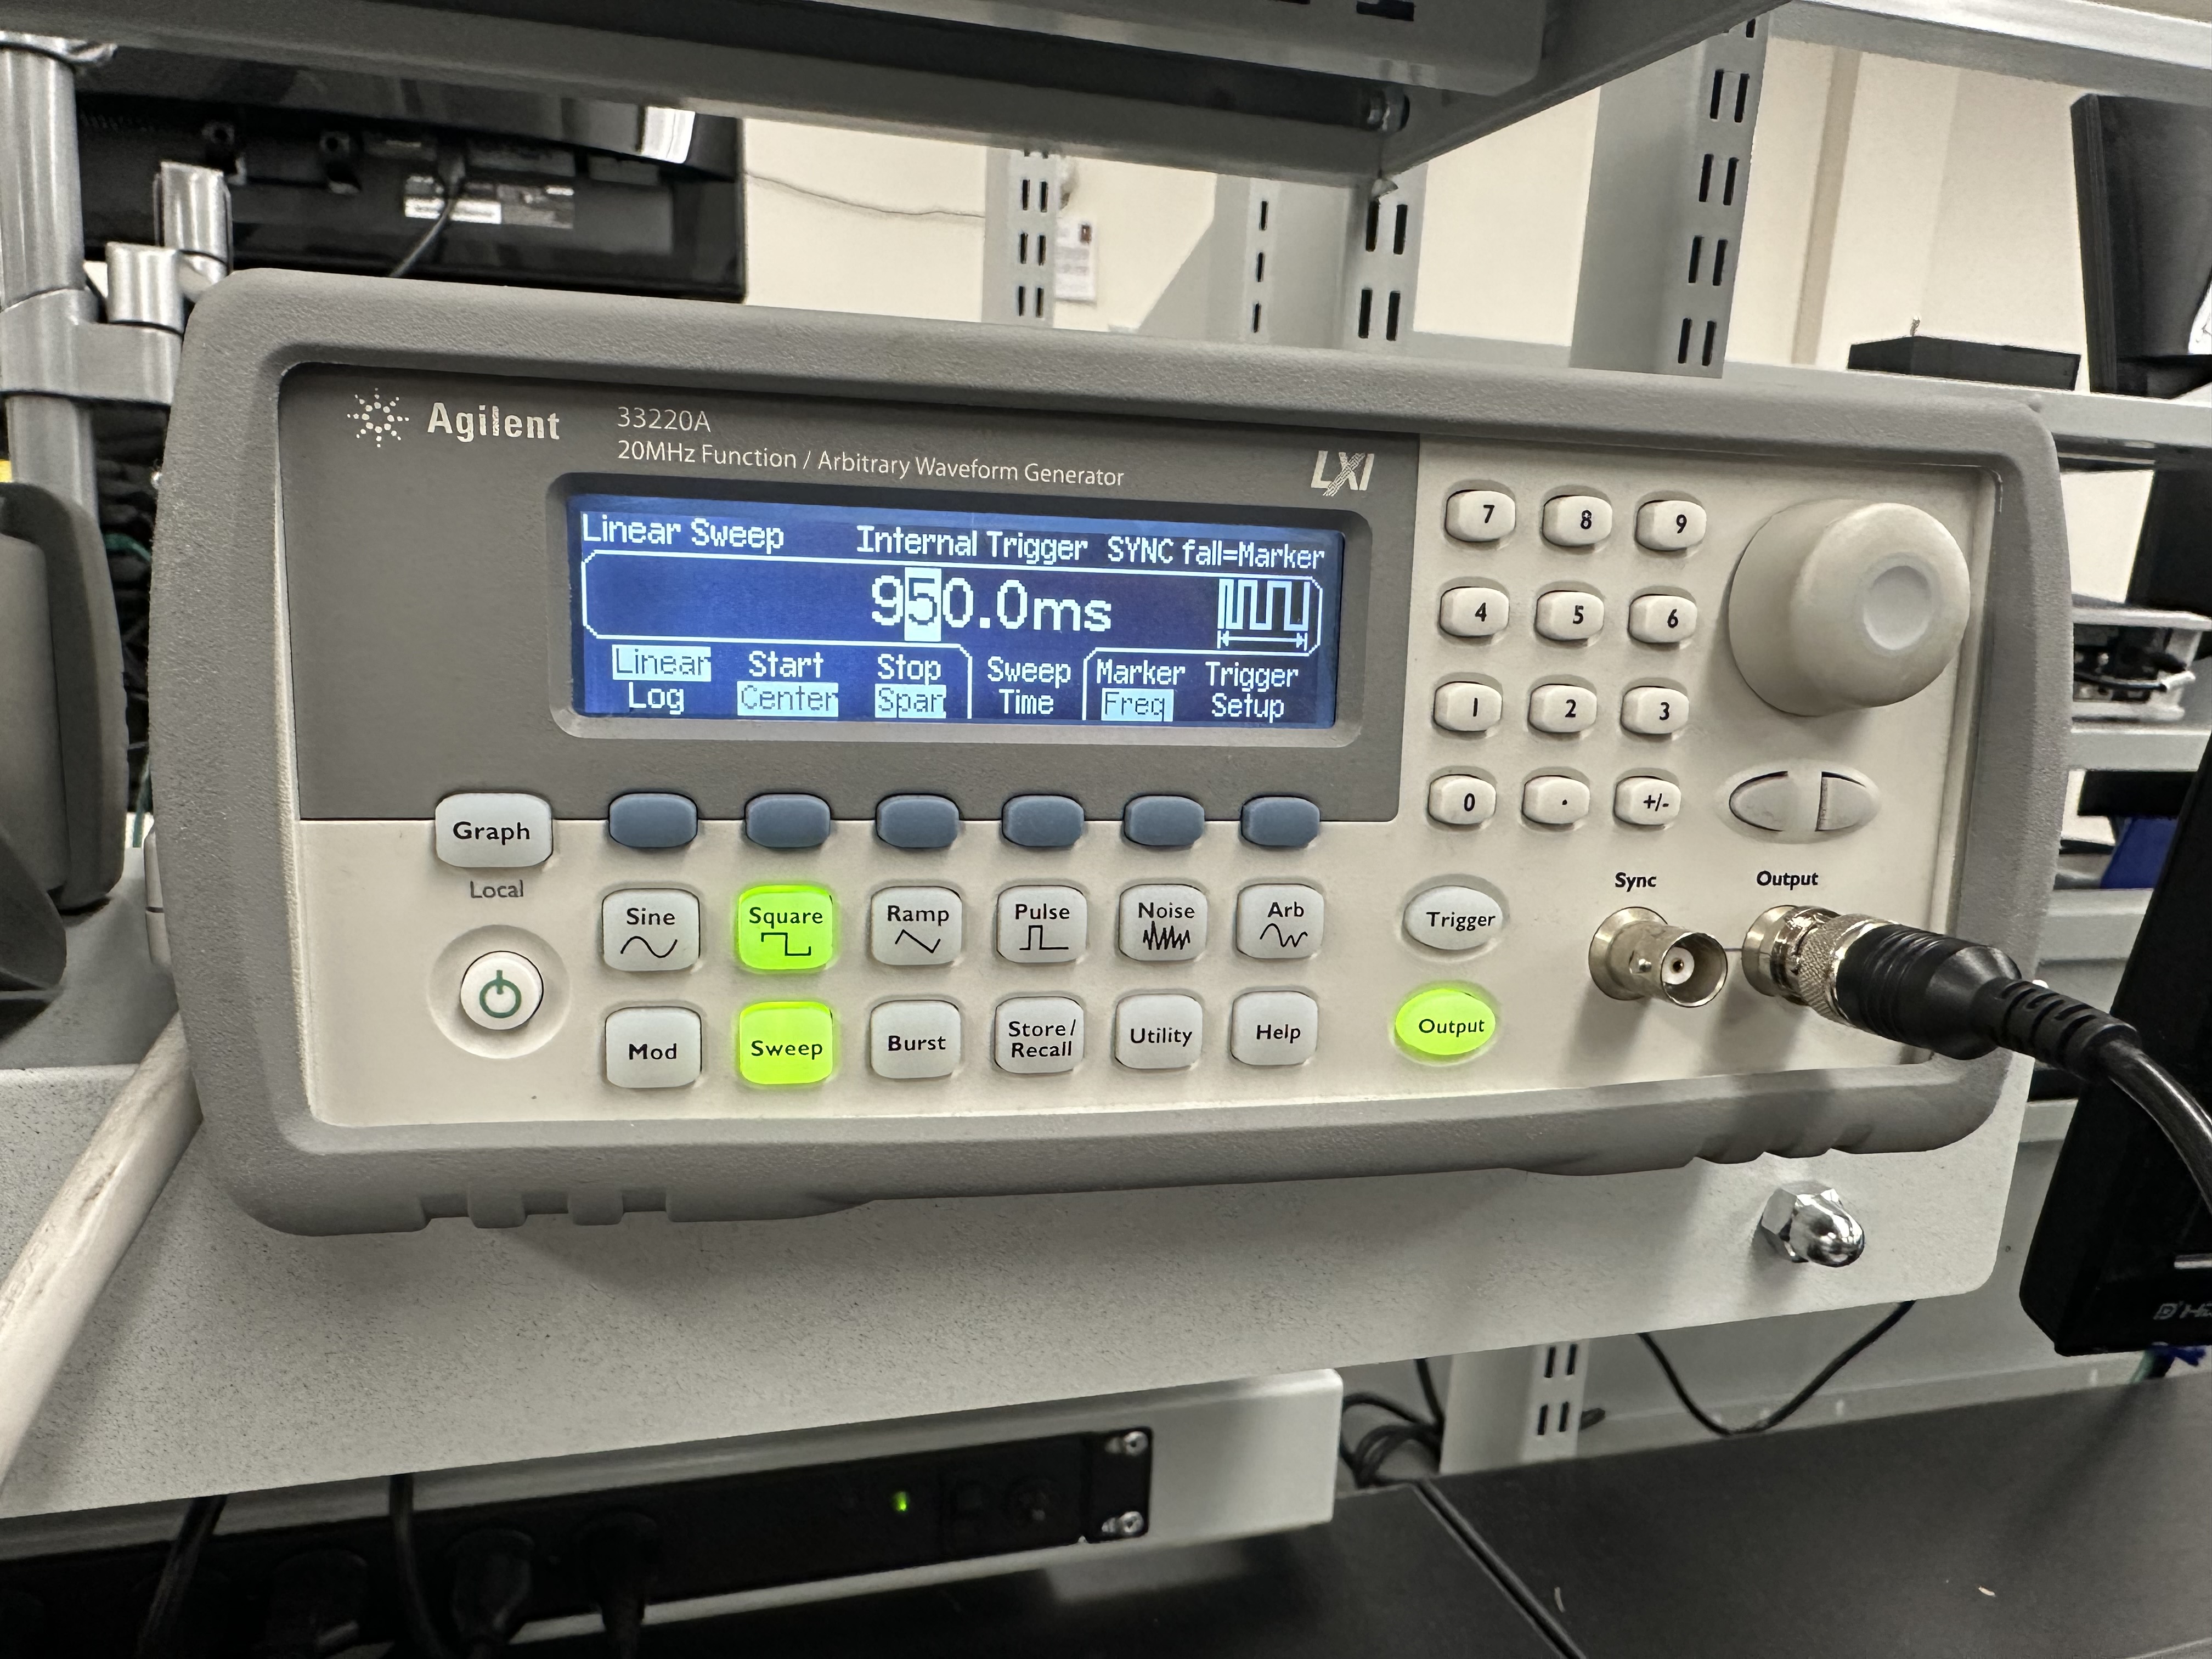 Agilent
33220A
20MHz Function / Arbitrary Waveform Generator
LXI
Linear Sweep Internal Trigger SYNC fall=Marker
950.0ms
Linear Start Stop Sweep Marker Trigger
Log Center Span Time Freq Setup
7 8 9
4 5 6
1 2 3
0 . +/-
Graph
Local
Sine Square Ramp Pulse Noise Arb
Mod Sweep Burst Store/ Utility Help
Recall
Trigger
Output
Sync Output